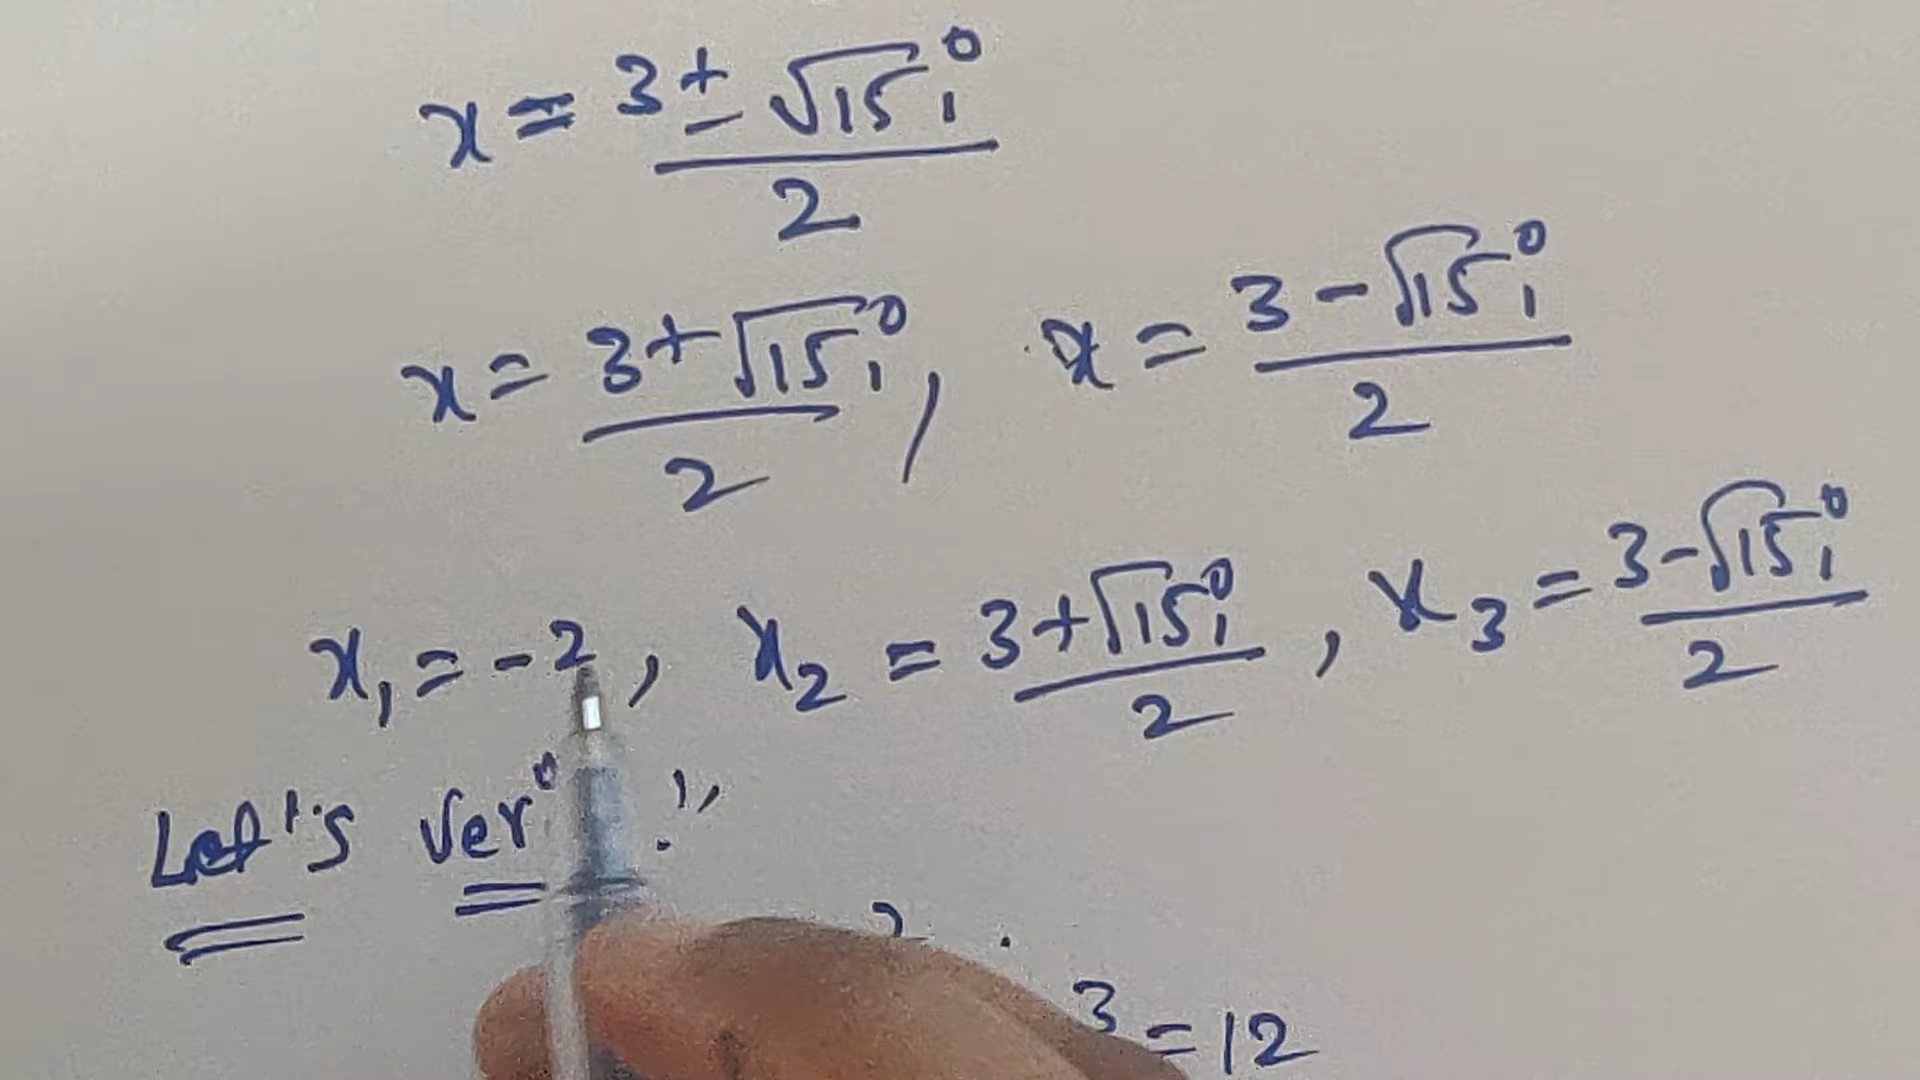 x = 3 ± √15 i / 2
x = 3 + √15 i / 2 , x = 3 - √15 i / 2
x₁ = -2 , x₂ = 3 + √15 i / 2 , x₃ = 3 - √15 i / 2
Let's
3 = 12